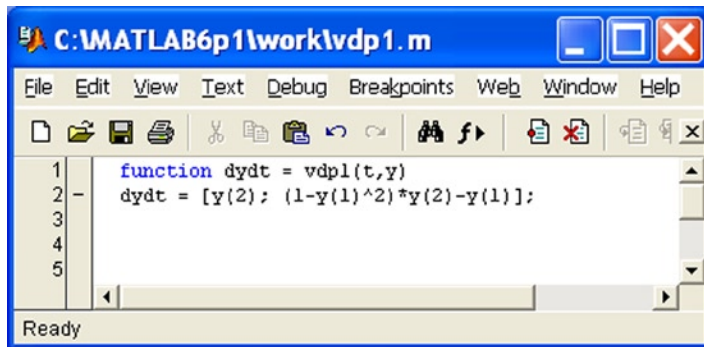 C:\MATLAB6p1\work\vdp1.m
File Edit View Text Debug Breakpoints Web Window Help
1 function dydt = vdp1(t,y)
2 - dydt = [y(2); (1-y(1)^2)*y(2)-y(1)];
3
4
5
Ready